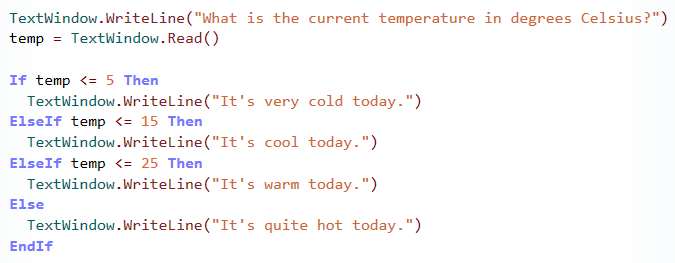 TextWindow.WriteLine("What is the current temperature in degrees Celsius?")
temp = TextWindow.Read()

If temp <= 5 Then
  TextWindow.WriteLine("It's very cold today.")
ElseIf temp <= 15 Then
  TextWindow.WriteLine("It's cool today.")
ElseIf temp <= 25 Then
  TextWindow.WriteLine("It's warm today.")
Else
  TextWindow.WriteLine("It's quite hot today.")
EndIf